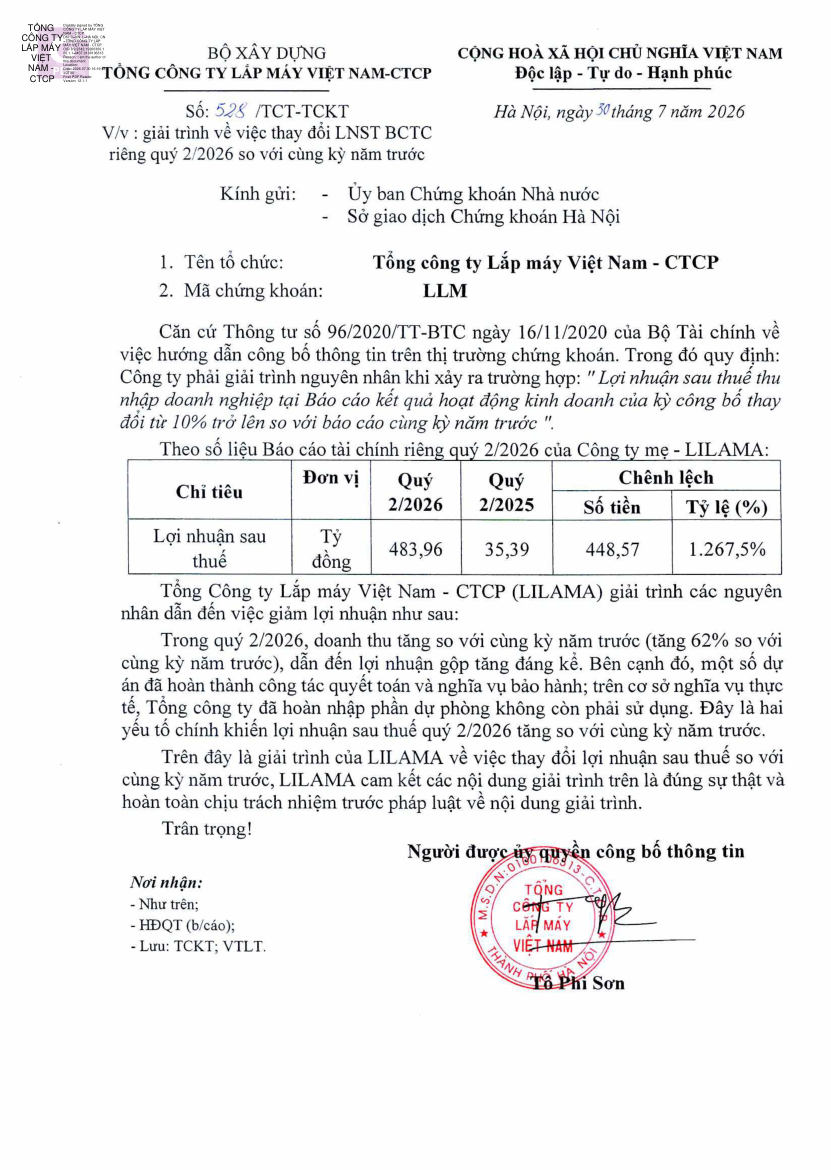 TỔNG
CÔNG TY
LẮP MÁY
VIỆT
NAM -
CTCP
BỘ XÂY DỰNG
TỔNG CÔNG TY LẮP MÁY VIỆT NAM-CTCP
Số: 528 /TCT-TCKT
V/v : giải trình về việc thay đổi LNST BCTC
riêng quý 2/2026 so với cùng kỳ năm trước
CỘNG HOÀ XÃ HỘI CHỦ NGHĨA VIỆT NAM
Độc lập - Tự do - Hạnh phúc
Hà Nội, ngày 30 tháng 7 năm 2026
Kính gửi: - Ủy ban Chứng khoán Nhà nước
- Sở giao dịch Chứng khoán Hà Nội
1. Tên tổ chức: Tổng công ty Lắp máy Việt Nam - CTCP
2. Mã chứng khoán: LLM
Căn cứ Thông tư số 96/2020/TT-BTC ngày 16/11/2020 của Bộ Tài chính về
việc hướng dẫn công bố thông tin trên thị trường chứng khoán. Trong đó quy định:
Công ty phải giải trình nguyên nhân khi xảy ra trường hợp: " Lợi nhuận sau thuế thu
nhập doanh nghiệp tại Báo cáo kết quả hoạt động kinh doanh của kỳ công bố thay
đổi từ 10% trở lên so với báo cáo cùng kỳ năm trước ".
Theo số liệu Báo cáo tài chính riêng quý 2/2026 của Công ty mẹ - LILAMA:
Chỉ tiêu Đơn vị Quý 2/2026 Quý 2/2025 Chênh lệch
Số tiền Tỷ lệ (%)
Lợi nhuận sau thuế Tỷ đồng 483,96 35,39 448,57 1.267,5%
Tổng Công ty Lắp máy Việt Nam - CTCP (LILAMA) giải trình các nguyên
nhân dẫn đến việc giảm lợi nhuận như sau:
Trong quý 2/2026, doanh thu tăng so với cùng kỳ năm trước (tăng 62% so với
cùng kỳ năm trước), dẫn đến lợi nhuận gộp tăng đáng kể. Bên cạnh đó, một số dự
án đã hoàn thành công tác quyết toán và nghĩa vụ bảo hành; trên cơ sở nghĩa vụ thực
tế, Tổng công ty đã hoàn nhập phần dự phòng không còn phải sử dụng. Đây là hai
yếu tố chính khiến lợi nhuận sau thuế quý 2/2026 tăng so với cùng kỳ năm trước.
Trên đây là giải trình của LILAMA về việc thay đổi lợi nhuận sau thuế so với
cùng kỳ năm trước, LILAMA cam kết các nội dung giải trình trên là đúng sự thật và
hoàn toàn chịu trách nhiệm trước pháp luật về nội dung giải trình.
Trân trọng!
Người được ủy quyền công bố thông tin
Nơi nhận:
- Như trên;
- HĐQT (b/cáo);
- Lưu: TCKT; VTLT.
TỔNG
CÔNG TY
LẮP MÁY
VIỆT NAM
THÀNH PHỐ HÀ NỘI
Tô Phi Sơn